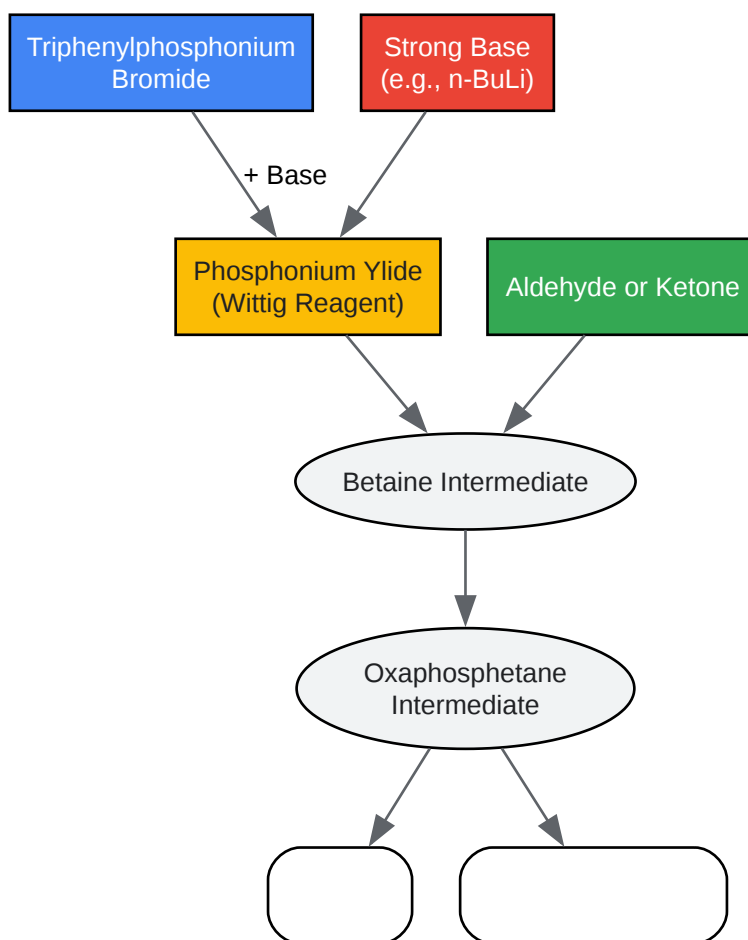 Triphenylphosphonium
Bromide
Strong Base
(e.g., n-BuLi)
+ Base
Phosphonium Ylide
(Wittig Reagent)
Aldehyde or Ketone
Betaine Intermediate
Oxaphosphetane
Intermediate